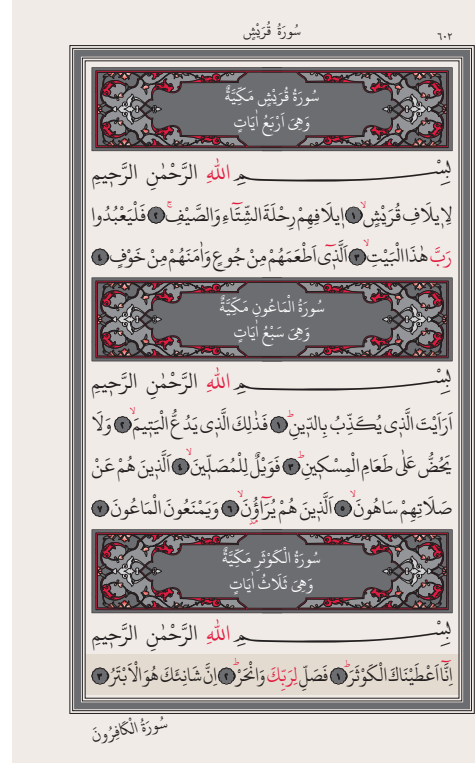 ٦٠٢ سُورَةُ قُرَيْشٍ
سُورَةُ قُرَيْشٍ مَكِّيَّةٌ
وَهِيَ اَرْبَعُ اٰيَاتٍ
بِسْمِ اللّٰهِ الرَّحْمٰنِ الرَّحٖيمِ
لِاٖيلَافِ قُرَيْشٍۙ ﴿١﴾ اٖيلَافِهِمْ رِحْلَةَ الشِّتَٓاءِ وَالصَّيْفِۚ ﴿٢﴾ فَلْيَعْبُدُوا
رَبَّ هٰذَا الْبَيْتِۙ ﴿٣﴾ اَلَّذٖٓى اَطْعَمَهُمْ مِنْ جُوعٍ وَاٰمَنَهُمْ مِنْ خَوْفٍ ﴿٤﴾
سُورَةُ الْمَاعُونِ مَكِّيَّةٌ
وَهِيَ سَبْعُ اٰيَاتٍ
بِسْمِ اللّٰهِ الرَّحْمٰنِ الرَّحٖيمِ
اَرَاَيْتَ الَّذٖى يُكَذِّبُ بِالدّٖينِؕ ﴿١﴾ فَذٰلِكَ الَّذٖى يَدُعُّ الْيَتٖيمَۙ ﴿٢﴾ وَلَا
يَحُضُّ عَلٰى طَعَامِ الْمِسْكٖينِؕ ﴿٣﴾ فَوَيْلٌ لِلْمُصَلّٖينَۙ ﴿٤﴾ اَلَّذٖينَ هُمْ عَنْ
صَلَاتِهِمْ سَاهُونَۙ ﴿٥﴾ اَلَّذٖينَ هُمْ يُرَٓاؤُ۫نَۙ ﴿٦﴾ وَيَمْنَعُونَ الْمَاعُونَ ﴿٧﴾
سُورَةُ الْكَوْثَرِ مَكِّيَّةٌ
وَهِيَ ثَلَاثُ اٰيَاتٍ
بِسْمِ اللّٰهِ الرَّحْمٰنِ الرَّحٖيمِ
اِنَّٓا اَعْطَيْنَاكَ الْكَوْثَرَؕ ﴿١﴾ فَصَلِّ لِرَبِّكَ وَانْحَرْؕ ﴿٢﴾ اِنَّ شَانِئَكَ هُوَ الْاَبْتَرُ ﴿٣﴾
سُورَةُ الْكَافِرُونَ